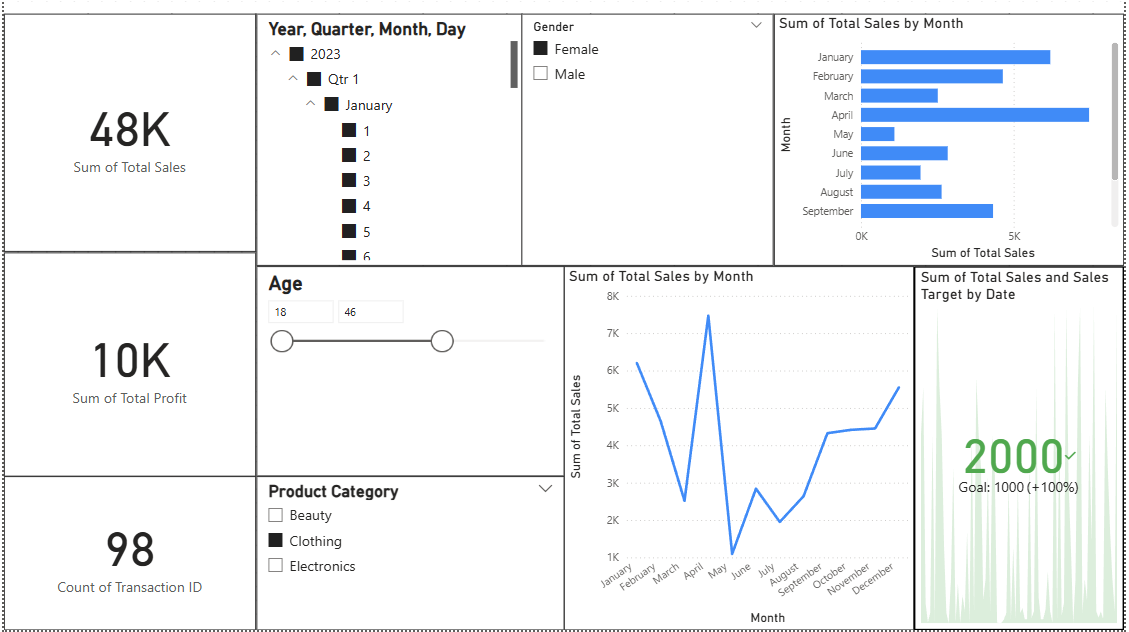 48K
Sum of Total Sales
10K
Sum of Total Profit
98
Count of Transaction ID
Year, Quarter, Month, Day
2023
Qtr 1
January
1
2
3
4
5
6
Gender
Female
Male
Sum of Total Sales by Month
Month
January
February
March
April
May
June
July
August
September
0K
5K
Sum of Total Sales
Age
18
46
Product Category
Beauty
Clothing
Electronics
Sum of Total Sales by Month
Sum of Total Sales
8K
7K
6K
5K
4K
3K
2K
1K
January
February
March
April
May
June
July
August
September
October
November
December
Month
Sum of Total Sales and Sales
Target by Date
2000
Goal: 1000 (+100%)